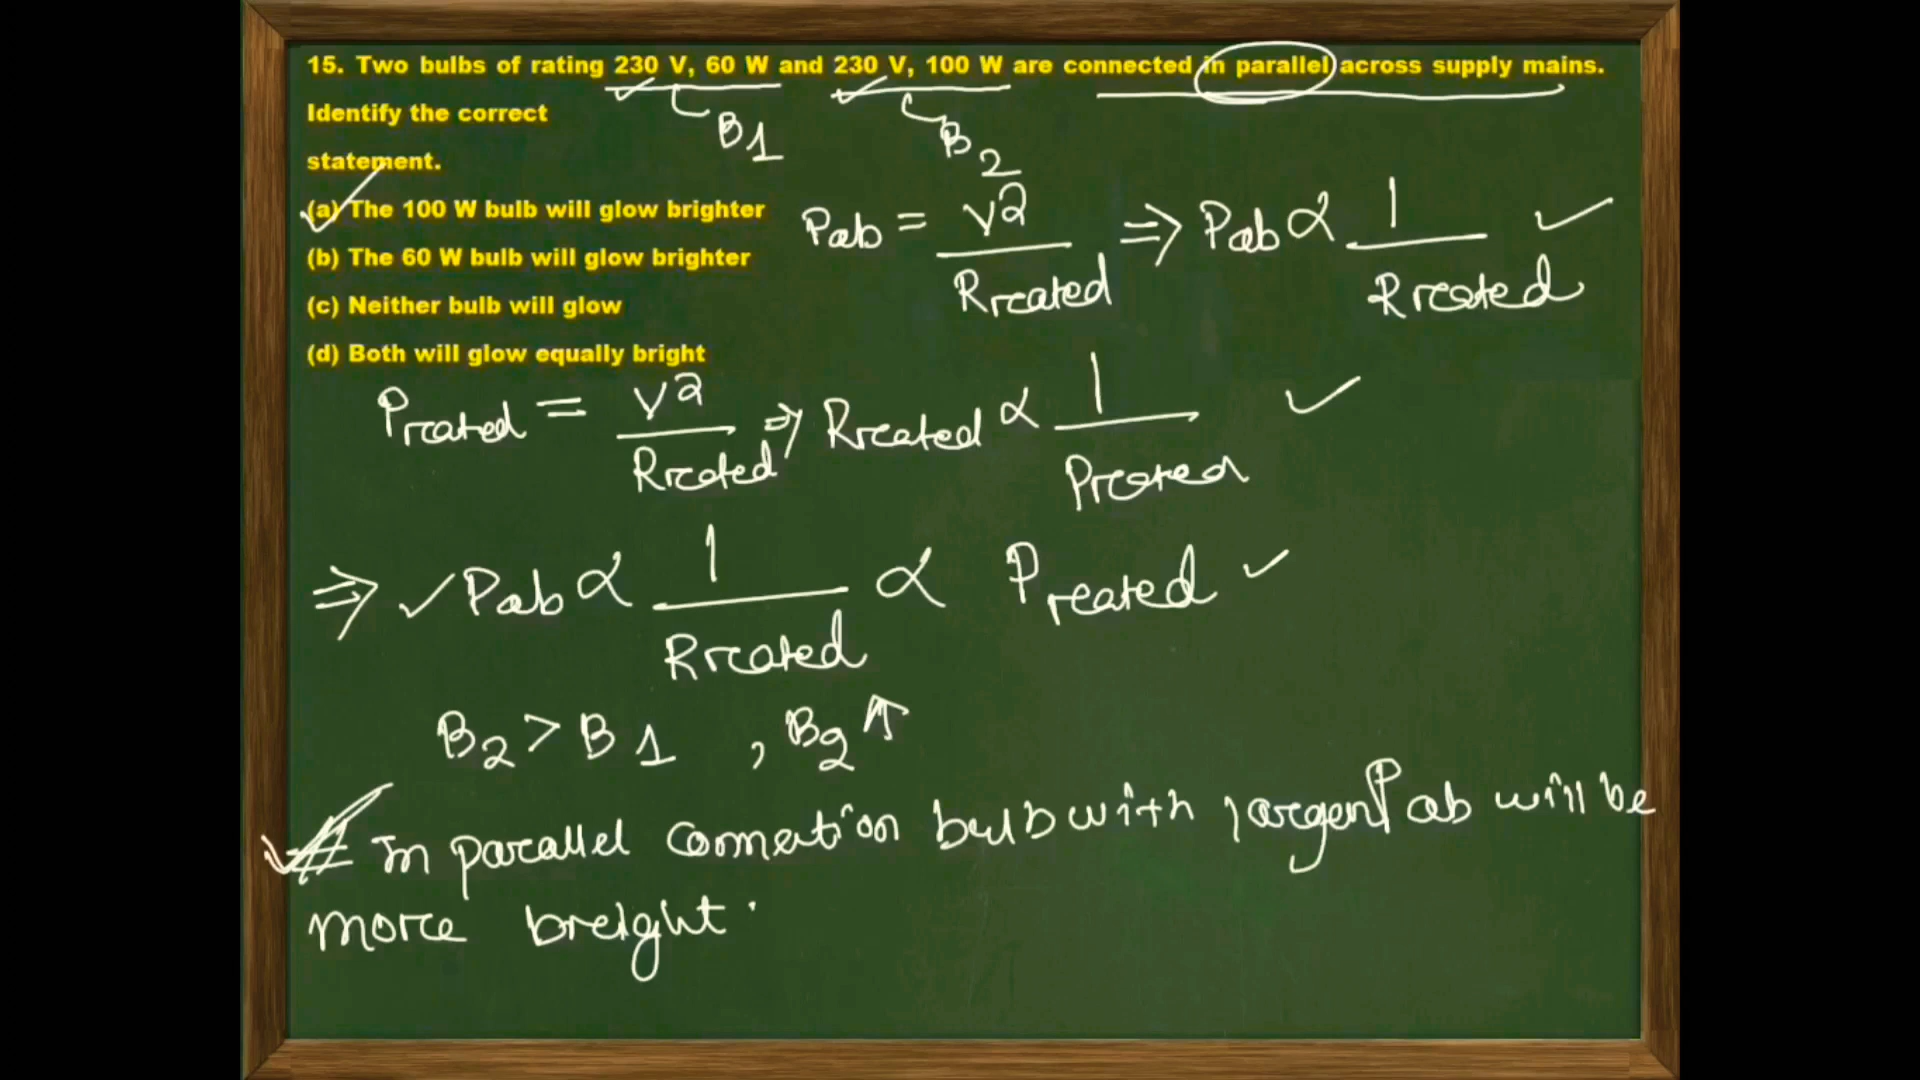 15. Two bulbs of rating 230 V, 60 W and 230 V, 100 W are connected in parallel across supply mains.
Identify the correct
B1
B2
statement.
(a) The 100 W bulb will glow brighter
Pab = V2 / Rrated ⇒ Pab ∝ 1 / Rrated ✓
(b) The 60 W bulb will glow brighter
(c) Neither bulb will glow
(d) Both will glow equally bright
Prated = V2 / Rrated ⇒ Rrated ∝ 1 / Prated ✓
⇒ ✓ Pab ∝ 1 / Rrated ∝ Preated ✓
B2 > B1 , B2 ↑
# In parallel connection bulb with larger Pab will be
more breight.